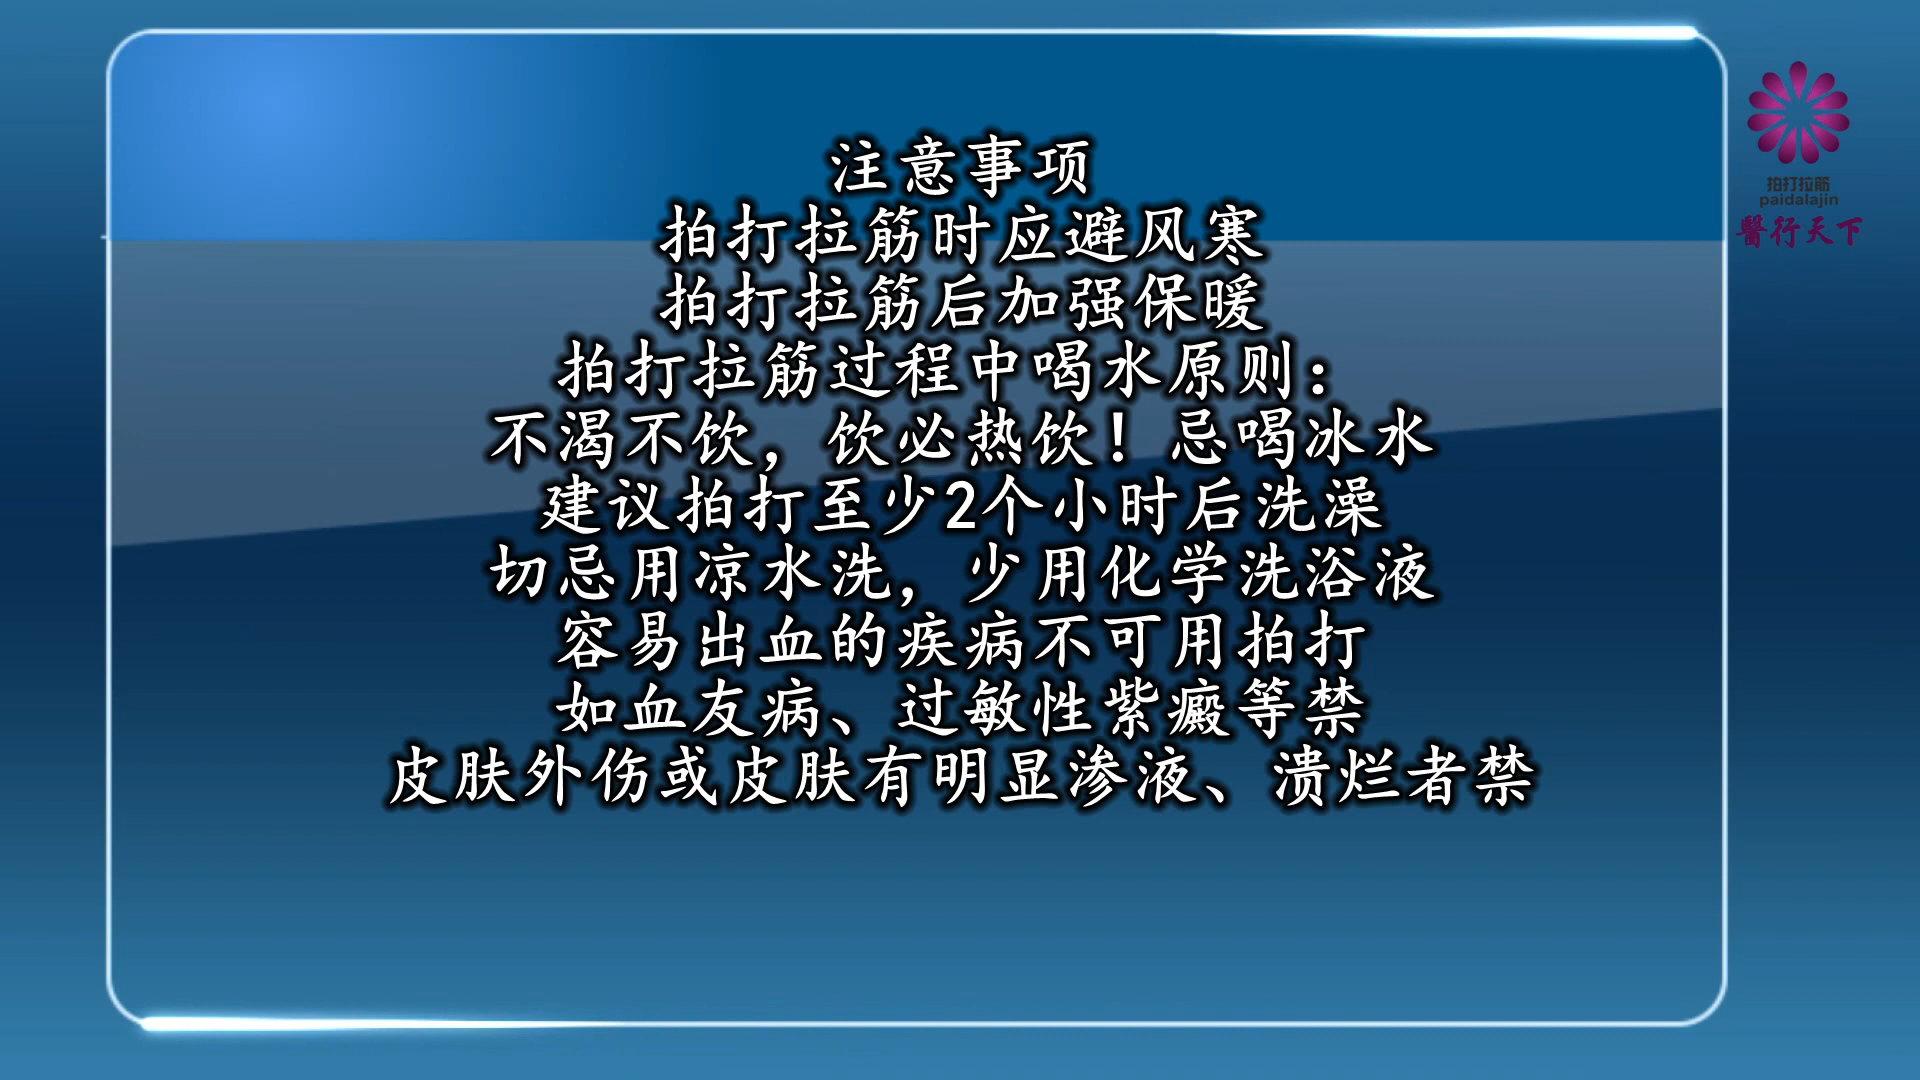 注意事项
拍打拉筋时应避风寒
拍打拉筋后加强保暖
拍打拉筋过程中喝水原则：
不渴不饮，饮必热饮！忌喝冰水
建议拍打至少2个小时后洗澡
切忌用凉水洗，少用化学洗浴液
容易出血的疾病不可用拍打
如血友病、过敏性紫癜等禁
皮肤外伤或皮肤有明显渗液、溃烂者禁
拍打拉筋
paidalajin
醫行天下